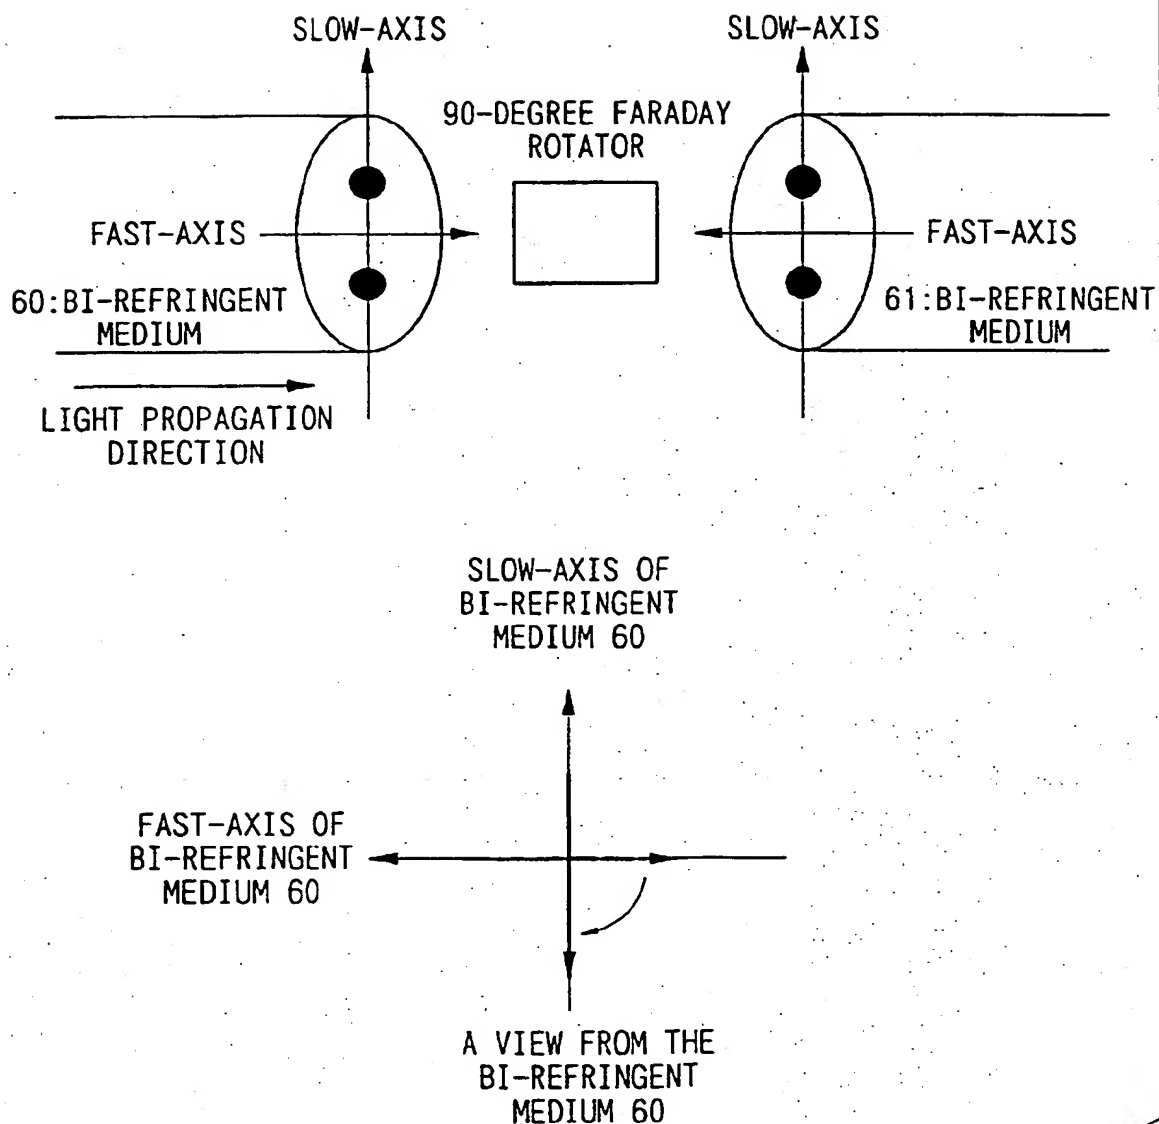 SLOW-AXIS
SLOW-AXIS
90-DEGREE FARADAY
ROTATOR
FAST-AXIS
FAST-AXIS
60:BI-REFRINGENT
MEDIUM
61:BI-REFRINGENT
MEDIUM
LIGHT PROPAGATION
DIRECTION
SLOW-AXIS OF
BI-REFRINGENT
MEDIUM 60
FAST-AXIS OF
BI-REFRINGENT
MEDIUM 60
A VIEW FROM THE
BI-REFRINGENT
MEDIUM 60